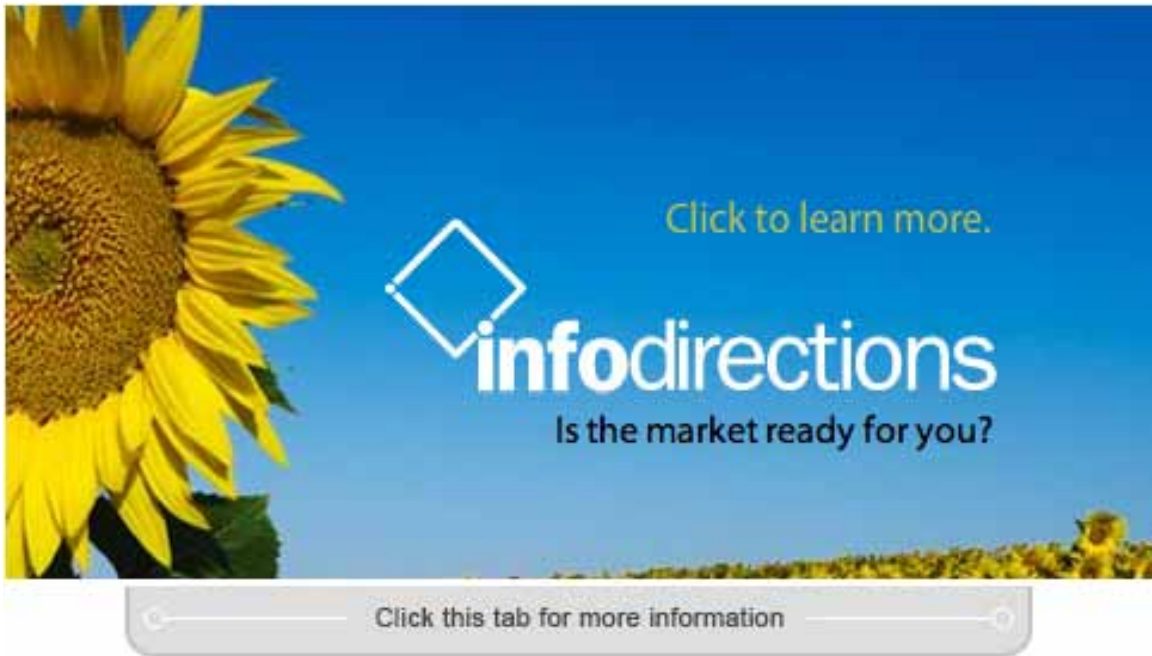 Click to learn more.
infodirections
Is the market ready for you?
Click this tab for more information